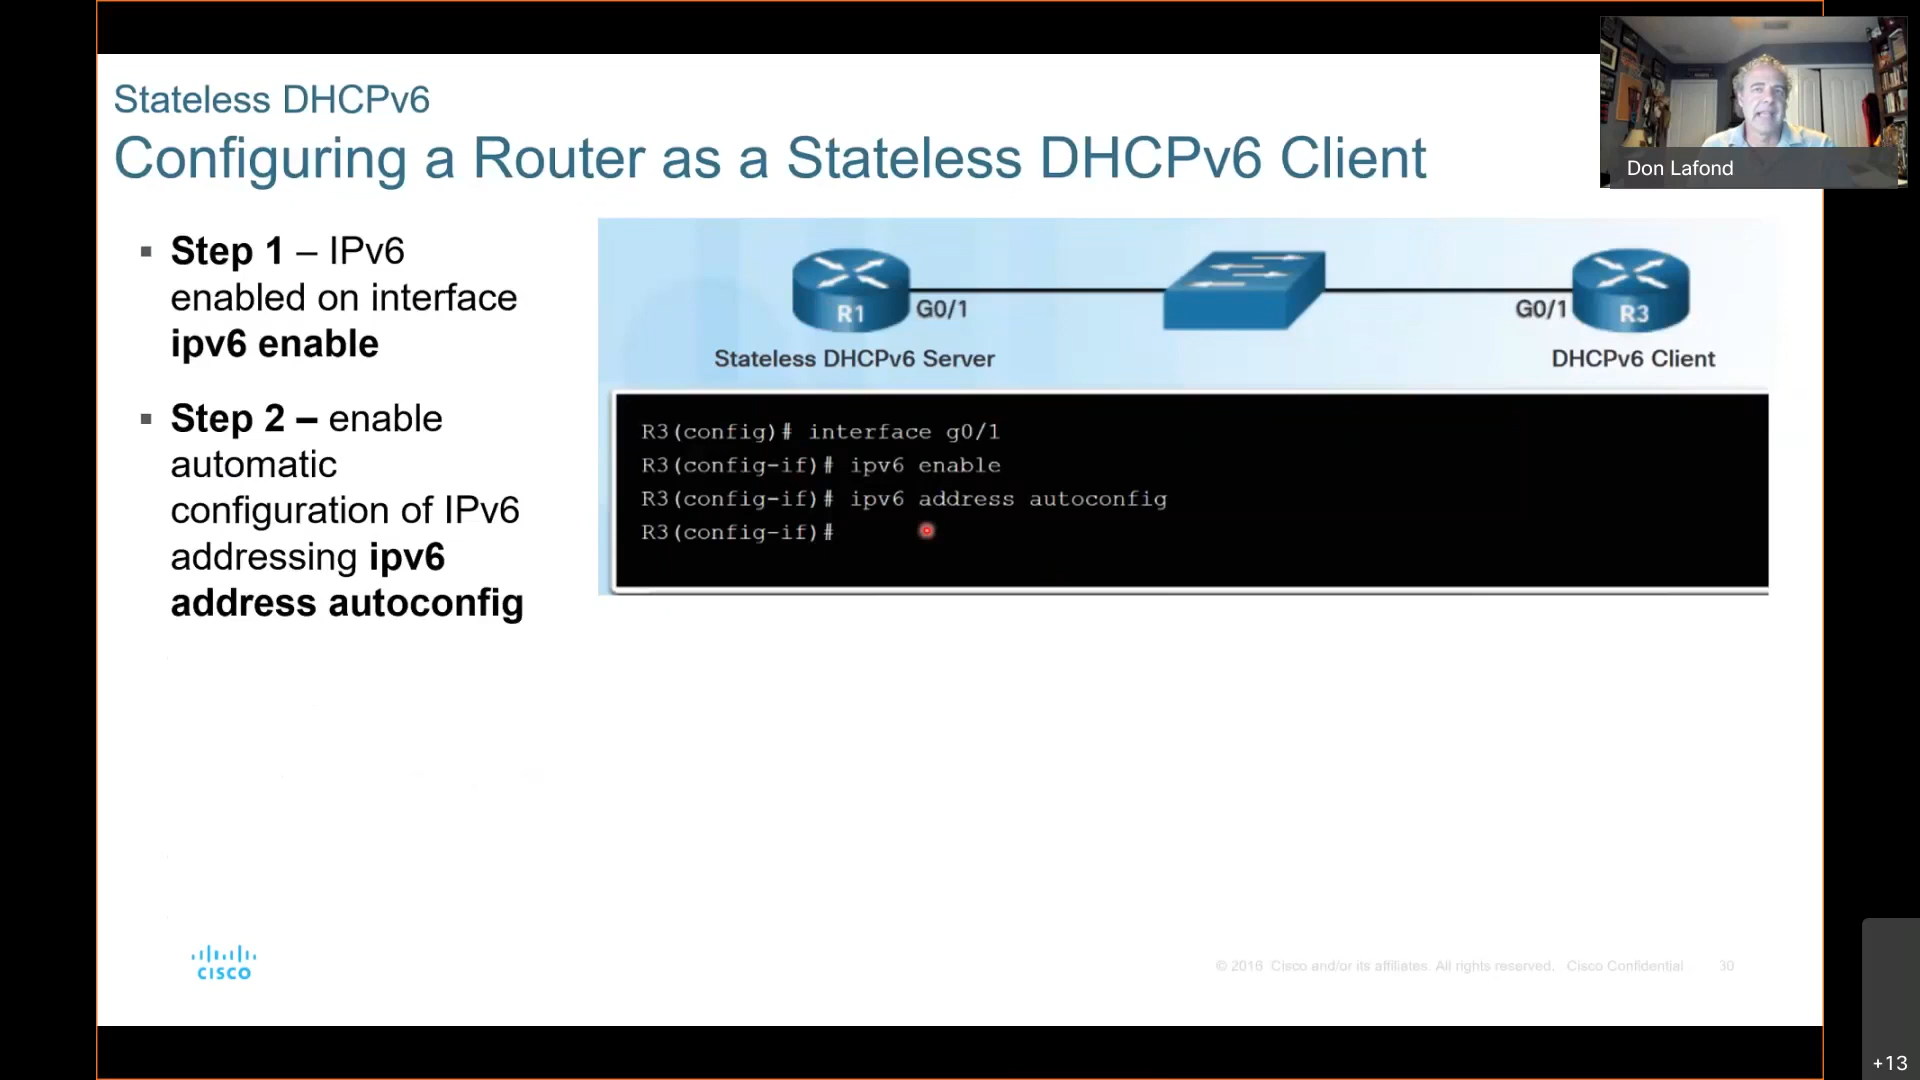 Stateless DHCPv6
Configuring a Router as a Stateless DHCPv6 Client
Don Lafond
▪ Step 1 – IPv6
enabled on interface
ipv6 enable
▪ Step 2 – enable
automatic
configuration of IPv6
addressing ipv6
address autoconfig
R1
G0/1
G0/1
R3
Stateless DHCPv6 Server
DHCPv6 Client
R3(config)# interface g0/1
R3(config-if)# ipv6 enable
R3(config-if)# ipv6 address autoconfig
R3(config-if)#
CISCO
© 2016 Cisco and/or its affiliates. All rights reserved. Cisco Confidential
30
+13